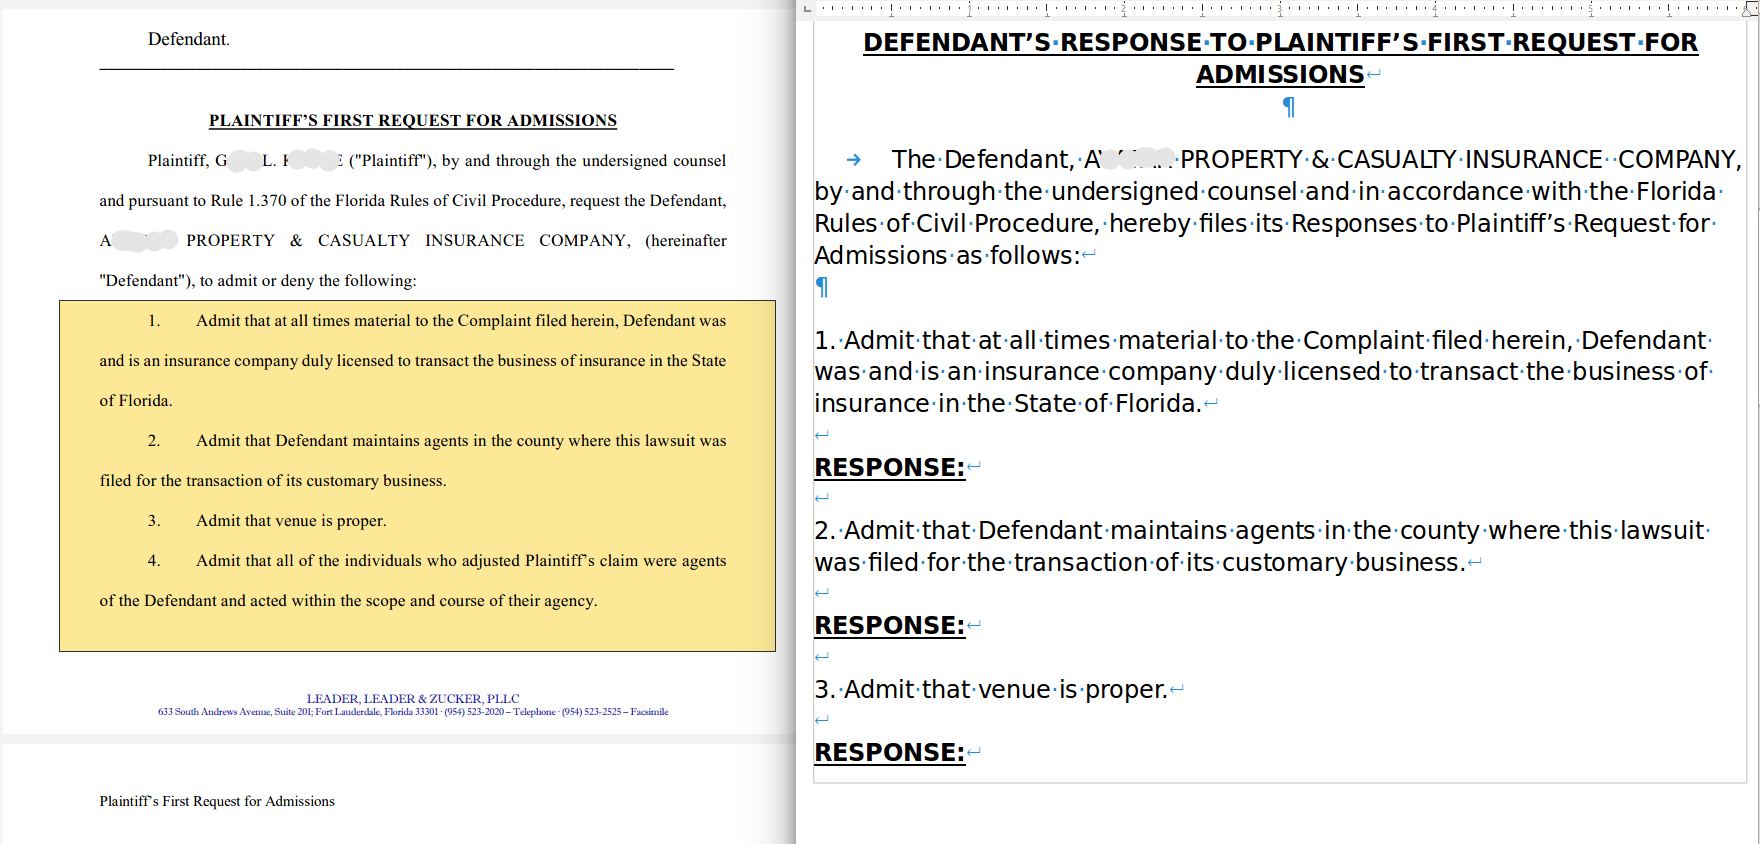 Defendant.
PLAINTIFF’S FIRST REQUEST FOR ADMISSIONS
Plaintiff, G L. ("Plaintiff"), by and through the undersigned counsel
and pursuant to Rule 1.370 of the Florida Rules of Civil Procedure, request the Defendant,
A PROPERTY & CASUALTY INSURANCE COMPANY, (hereinafter
"Defendant"), to admit or deny the following:
1. Admit that at all times material to the Complaint filed herein, Defendant was
and is an insurance company duly licensed to transact the business of insurance in the State
of Florida.
2. Admit that Defendant maintains agents in the county where this lawsuit was
filed for the transaction of its customary business.
3. Admit that venue is proper.
4. Admit that all of the individuals who adjusted Plaintiff’s claim were agents
of the Defendant and acted within the scope and course of their agency.
LEADER, LEADER & ZUCKER, PLLC
633 South Andrews Avenue, Suite 201; Fort Lauderdale, Florida 33301 · (954) 523-2020 – Telephone · (954) 523-2525 – Facsimile
Plaintiff’s First Request for Admissions
1 2 3 4 5
DEFENDANT’S RESPONSE TO PLAINTIFF’S FIRST REQUEST FOR
ADMISSIONS
The Defendant, PROPERTY & CASUALTY INSURANCE COMPANY,
by and through the undersigned counsel and in accordance with the Florida
Rules of Civil Procedure, hereby files its Responses to Plaintiff’s Request for
Admissions as follows:
1. Admit that at all times material to the Complaint filed herein, Defendant
was and is an insurance company duly licensed to transact the business of
insurance in the State of Florida.
RESPONSE:
2. Admit that Defendant maintains agents in the county where this lawsuit
was filed for the transaction of its customary business.
RESPONSE:
3. Admit that venue is proper.
RESPONSE: